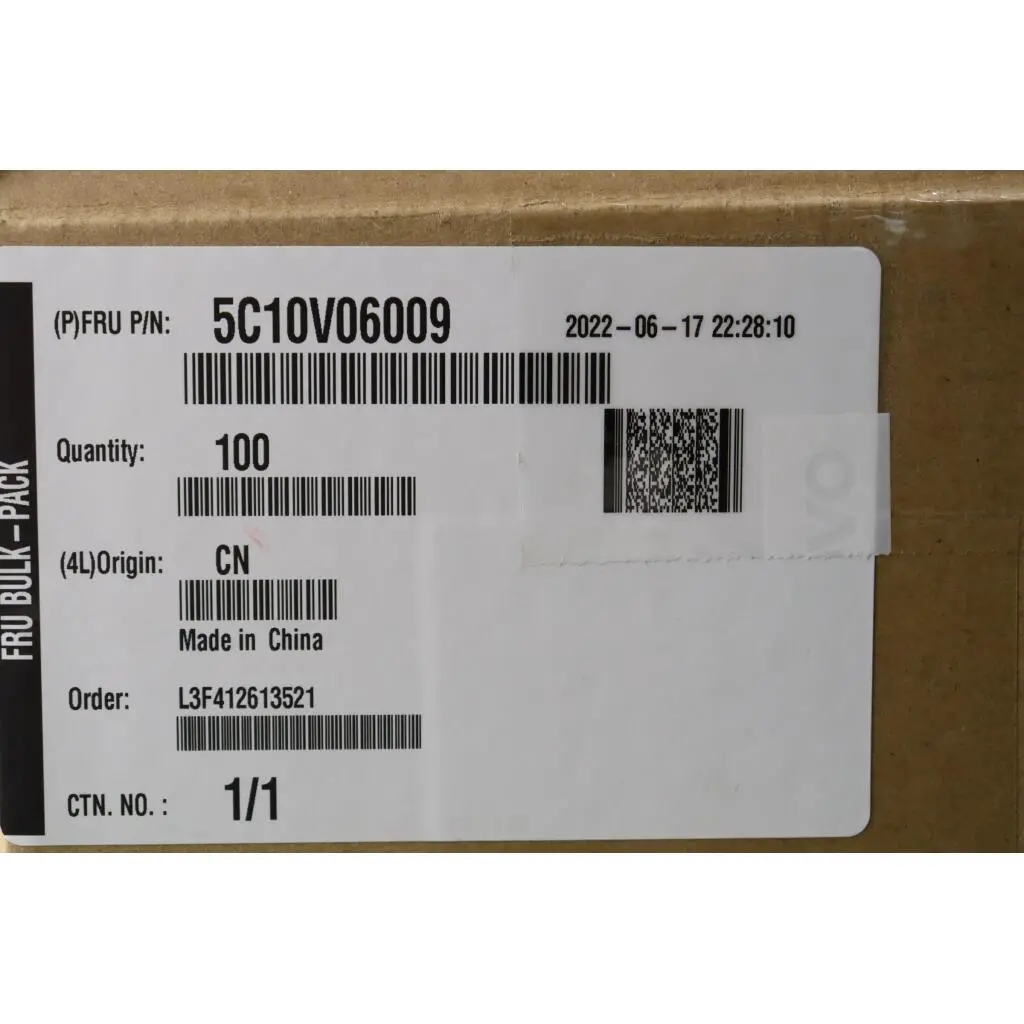 (P)FRU P/N: 5C10V06009 2022-06-17 22:28:10
Quantity: 100
(4L)Origin: CN
Made in China
Order: L3F412613521
CTN. NO. : 1/1
FRU BULK-PACK